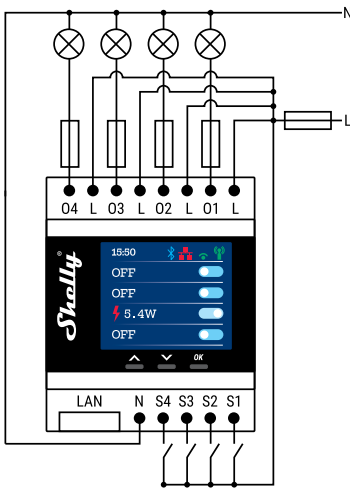 N
L
O4 L O3 L O2 L O1 L
Shelly®
15:50
OFF
OFF
5.4W
OFF
OK
LAN N S4 S3 S2 S1